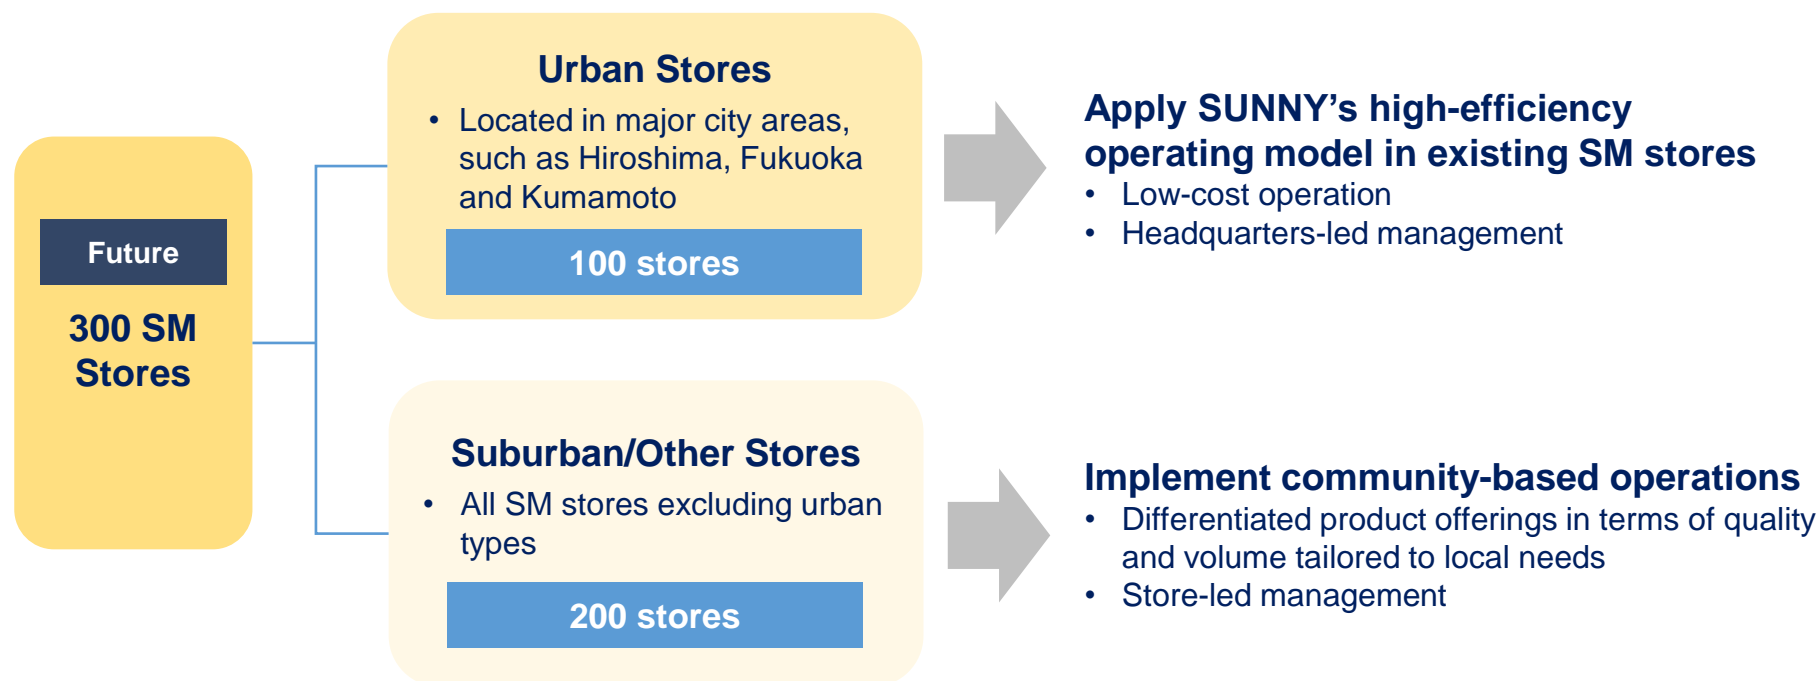 Future
300 SM
Stores
Urban Stores
• Located in major city areas,
such as Hiroshima, Fukuoka
and Kumamoto
100 stores
Apply SUNNY’s high-efficiency
operating model in existing SM stores
• Low-cost operation
• Headquarters-led management
Suburban/Other Stores
• All SM stores excluding urban
types
200 stores
Implement community-based operations
• Differentiated product offerings in terms of quality
and volume tailored to local needs
• Store-led management